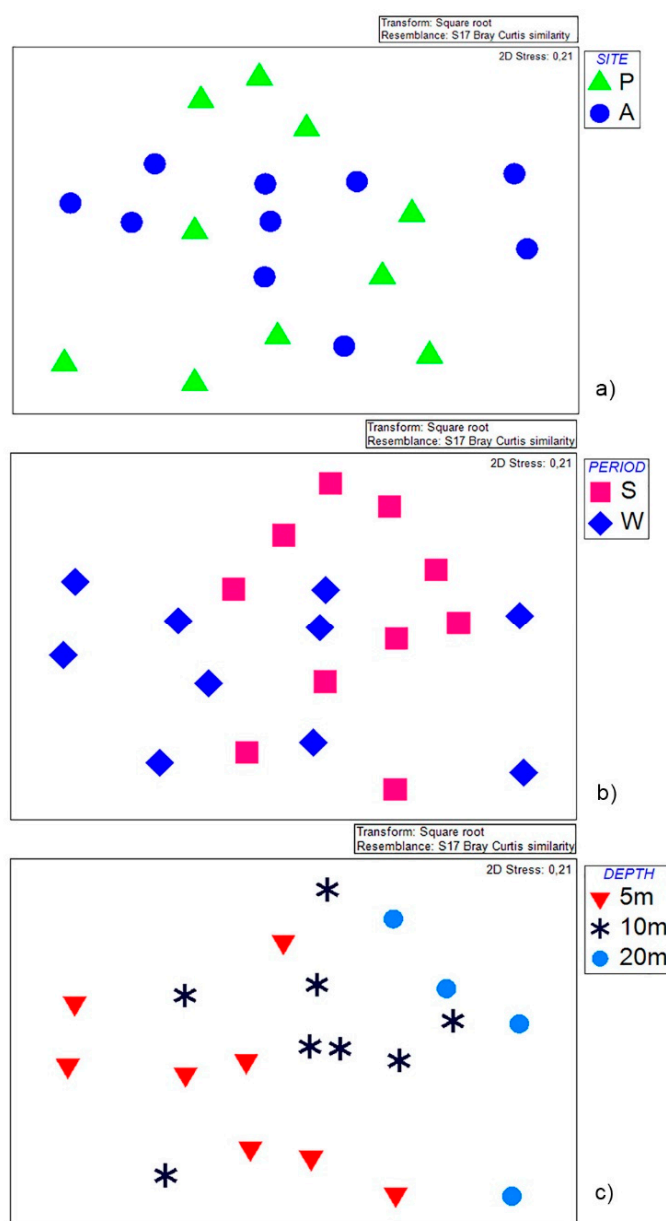 Transform: Square root
Resemblance: S17 Bray Curtis similarity
2D Stress: 0,21
SITE
P
A
a)
Transform: Square root
Resemblance: S17 Bray Curtis similarity
2D Stress: 0,21
PERIOD
S
W
b)
Transform: Square root
Resemblance: S17 Bray Curtis similarity
2D Stress: 0,21
DEPTH
5m
10m
20m
c)